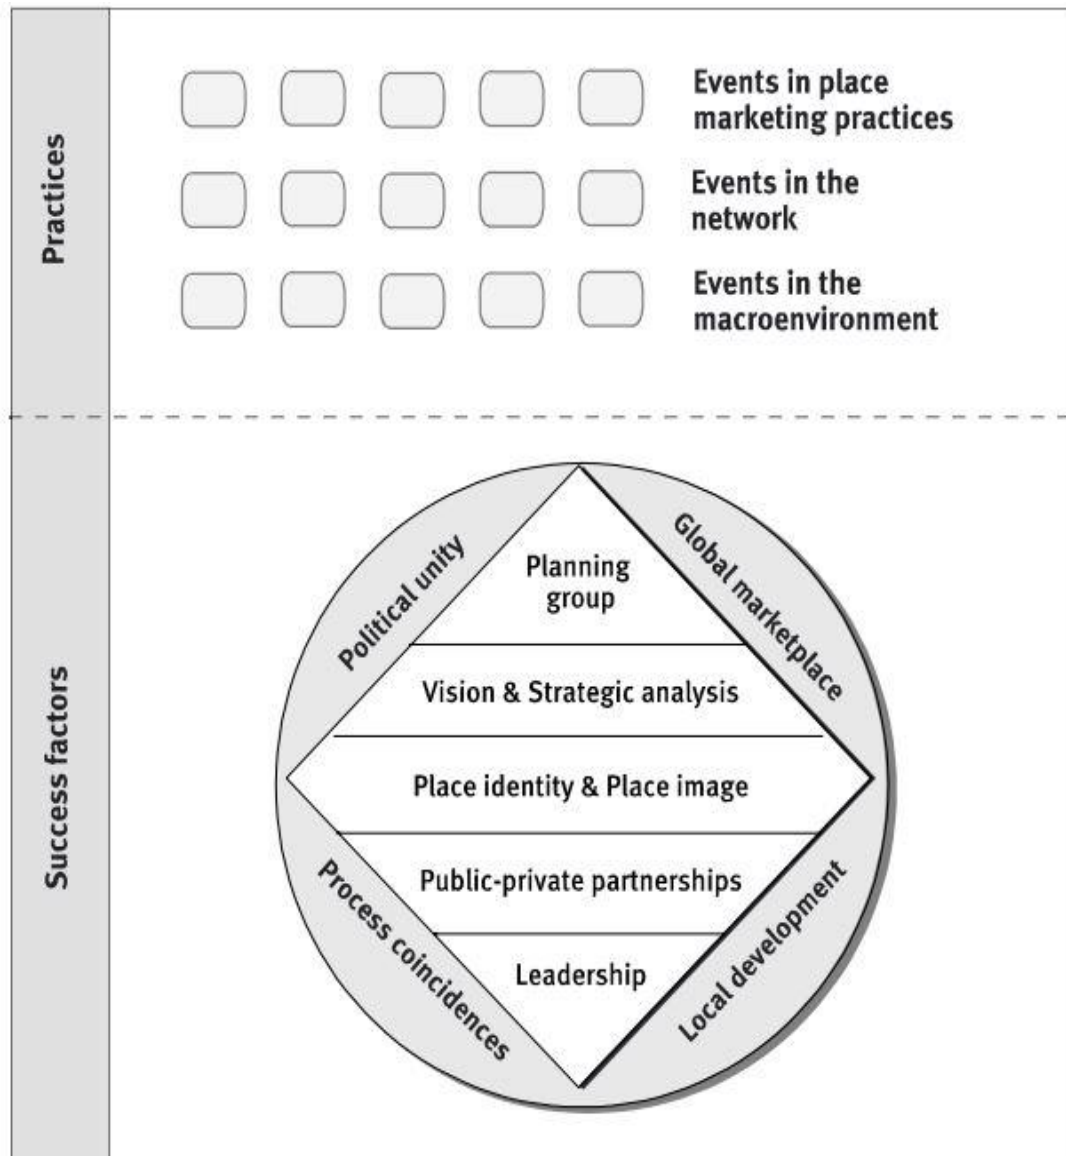 Practices
Events in place
marketing practices
Events in the
network
Events in the
macroenvironment
Success factors
Political unity
Global marketplace
Planning
group
Vision & Strategic analysis
Place identity & Place image
Public-private partnerships
Leadership
Process coincidences
Local development